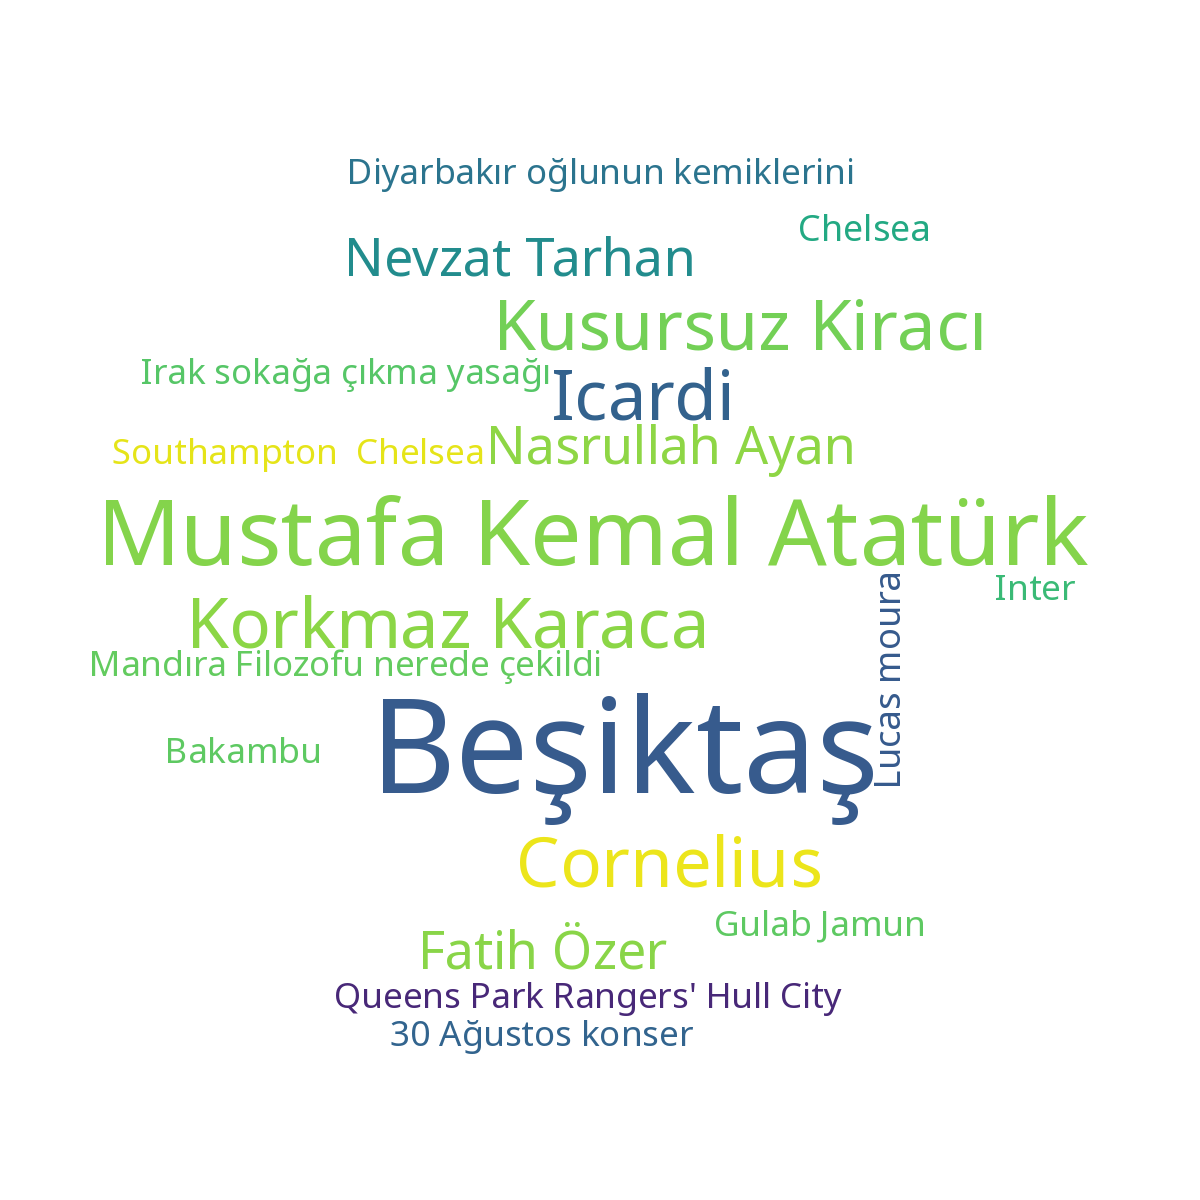 Diyarbakır oğlunun kemiklerini
Chelsea
Nevzat Tarhan
Kusursuz Kiracı
Irak sokağa çıkma yasağı
Icardi
Southampton Chelsea
Nasrullah Ayan
Mustafa Kemal Atatürk
Inter
Lucas moura
Korkmaz Karaca
Mandıra Filozofu nerede çekildi
Beşiktaş
Bakambu
Cornelius
Gulab Jamun
Fatih Özer
Queens Park Rangers' Hull City
30 Ağustos konser